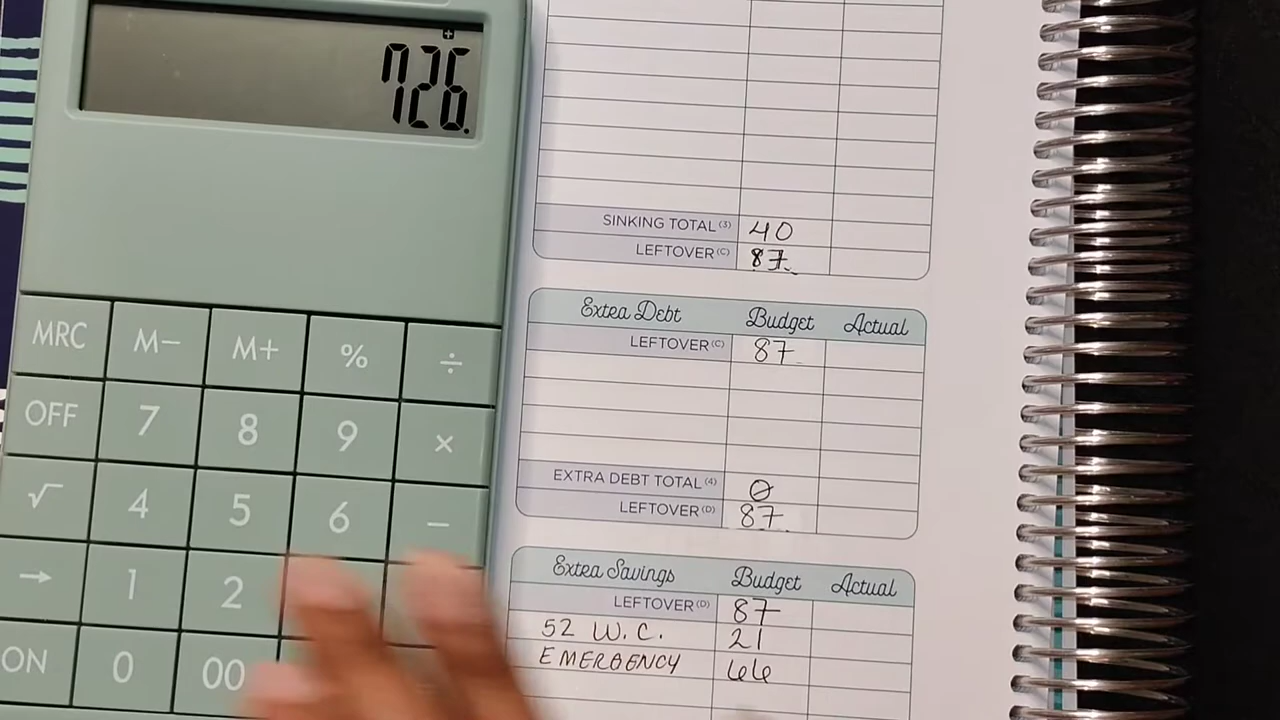 726.
MRC M- M+ % ÷
OFF 7 8 9 ×
√ 4 5 6 −
→ 1 2
ON 0 00
SINKING TOTAL (3) 40
LEFTOVER (C) 87
Extra Debt Budget Actual
LEFTOVER (C) 87
EXTRA DEBT TOTAL (4) 0
LEFTOVER (D) 87
Extra Savings Budget Actual
LEFTOVER (D) 87
52 W.C. 21
EMERGENCY 66